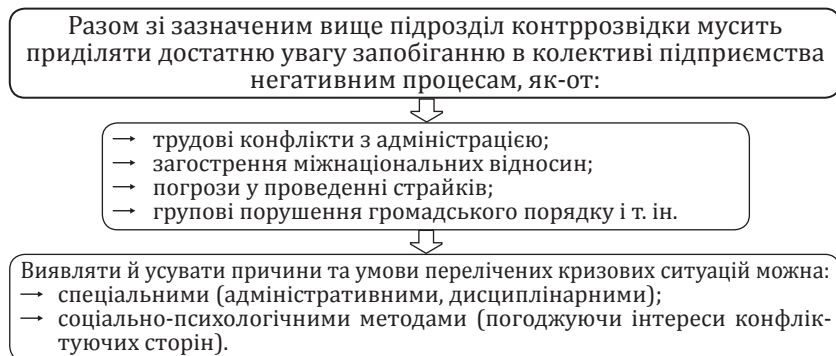 Разом зі зазначеним вище підрозділ контррозвідки мусить
приділяти достатню увагу запобіганню в колективі підприємства
негативним процесам, як-от:
→ трудові конфлікти з адміністрацією;
→ загострення міжнаціональних відносин;
→ погрози у проведенні страйків;
→ групові порушення громадського порядку і т. ін.
Виявляти й усувати причини та умови перелічених кризових ситуацій можна:
→ спеціальними (адміністративними, дисциплінарними);
→ соціально-психологічними методами (погоджуючи інтереси конфлік-
туючих сторін).